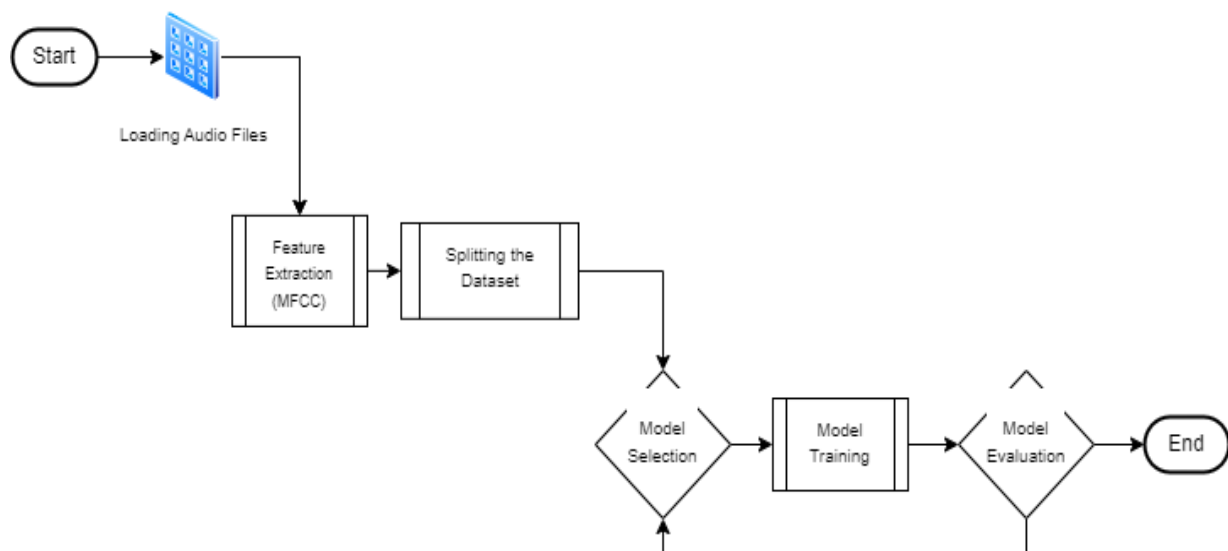 Start
Loading Audio Files
Feature
Extraction
(MFCC)
Splitting the
Dataset
Model
Selection
Model
Training
Model
Evaluation
End